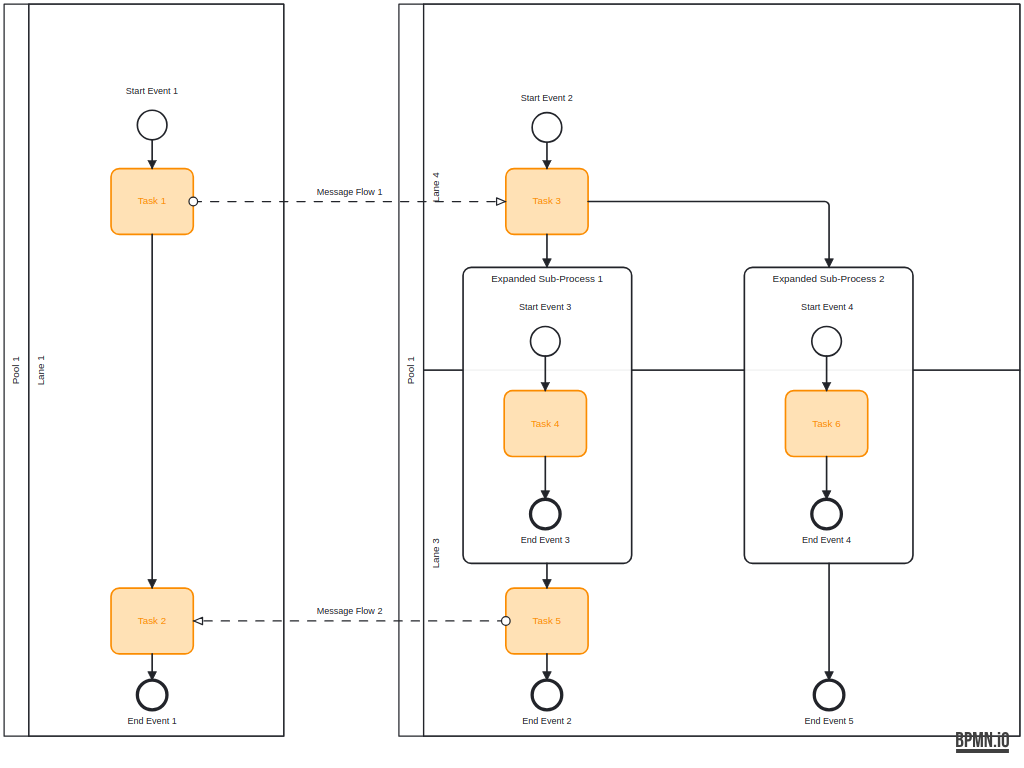 Start Event 1
Start Event 2
Lane 4
Message Flow 1
Task 1
Task 3
Expanded Sub-Process 1
Expanded Sub-Process 2
Start Event 3
Start Event 4
Pool 1
Lane 1
Pool 1
Task 4
Task 6
End Event 3
End Event 4
Lane 3
Message Flow 2
Task 2
Task 5
End Event 1
End Event 2
End Event 5
BPMN.iO